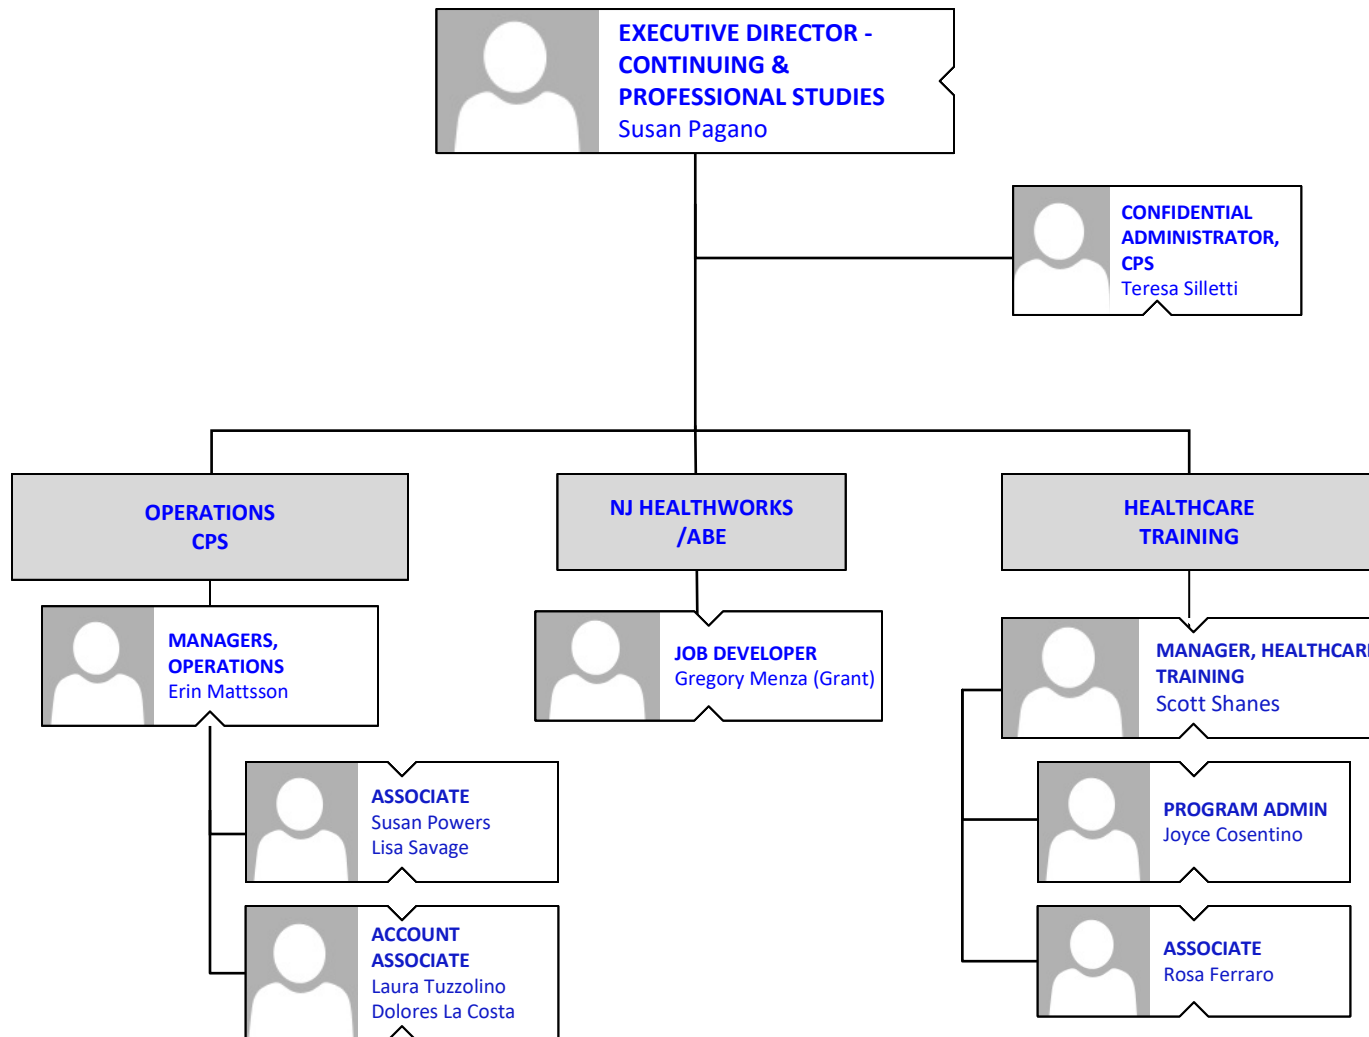 EXECUTIVE DIRECTOR -
CONTINUING &
PROFESSIONAL STUDIES
Susan Pagano
CONFIDENTIAL
ADMINISTRATOR,
CPS
Teresa Silletti
OPERATIONS
CPS
NJ HEALTHWORKS
/ABE
HEALTHCARE
TRAINING
MANAGERS,
OPERATIONS
Erin Mattsson
JOB DEVELOPER
Gregory Menza (Grant)
MANAGER, HEALTHCARE
TRAINING
Scott Shanes
ASSOCIATE
Susan Powers
Lisa Savage
PROGRAM ADMIN
Joyce Cosentino
ACCOUNT
ASSOCIATE
Laura Tuzzolino
Dolores La Costa
ASSOCIATE
Rosa Ferraro